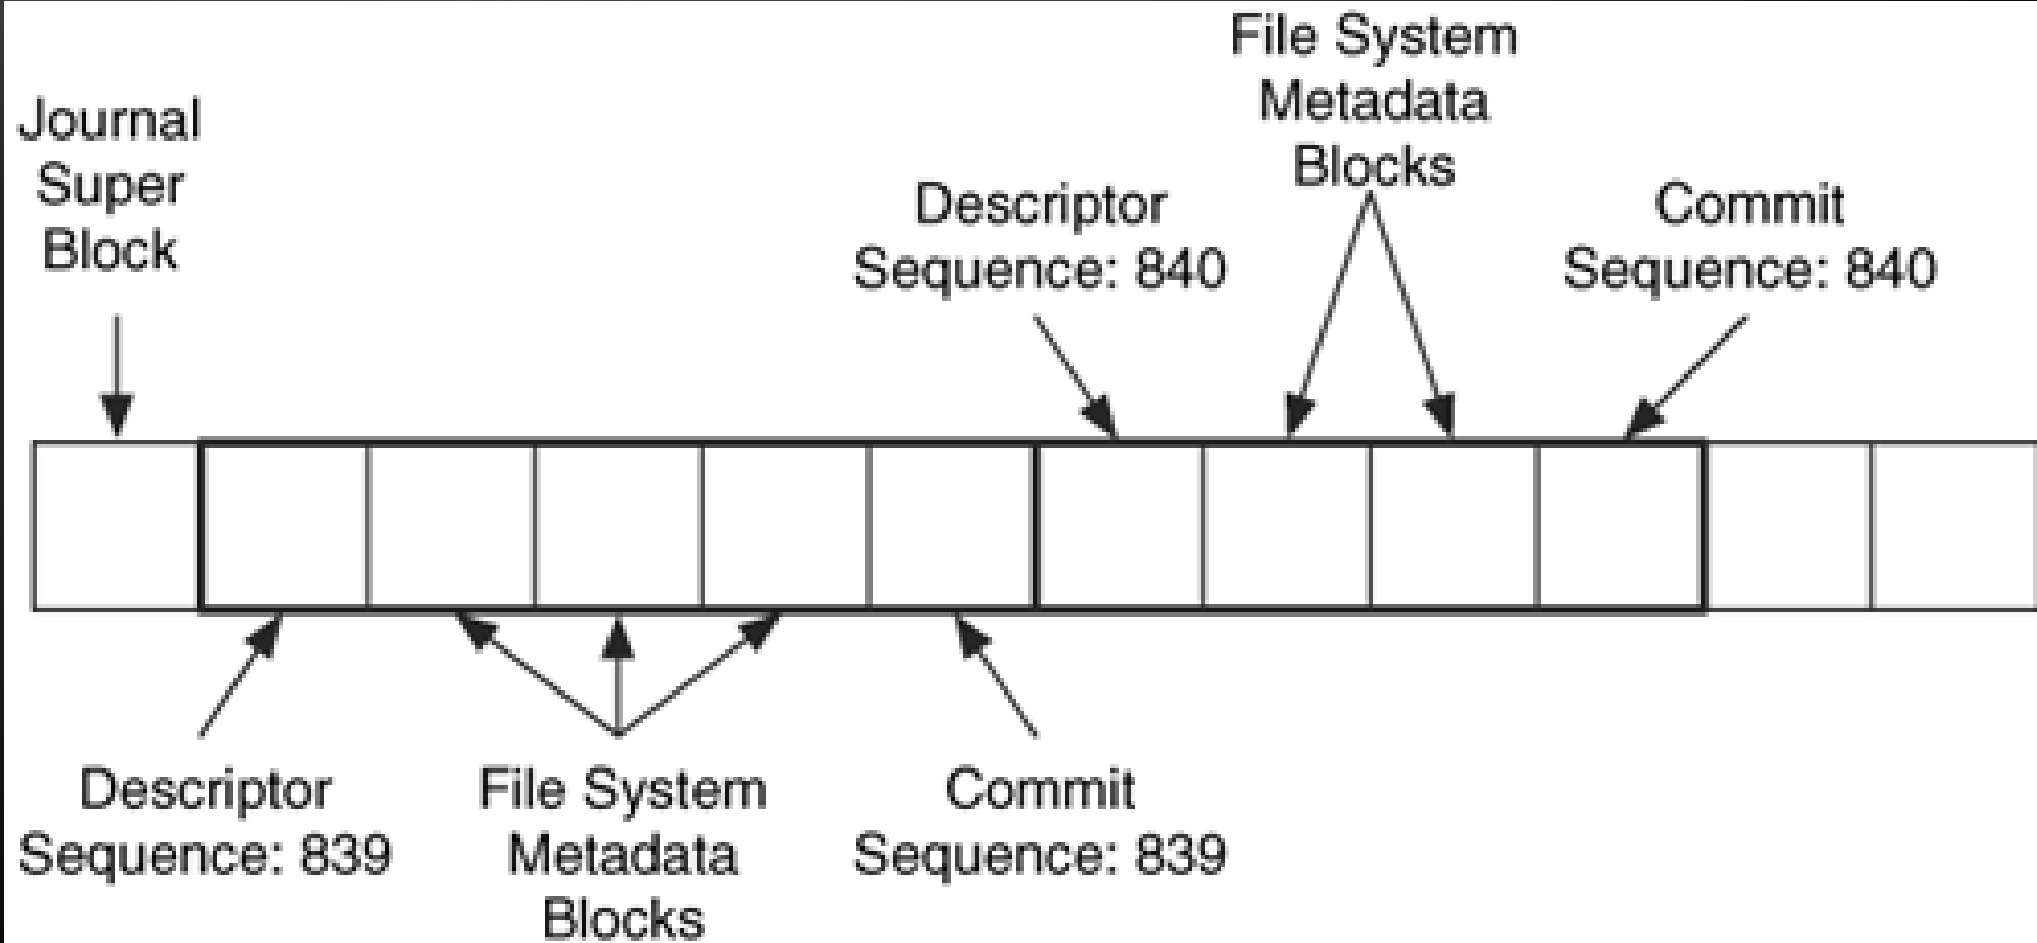 Journal
Super
Block
Descriptor
Sequence: 840
File System
Metadata
Blocks
Commit
Sequence: 840
Descriptor
Sequence: 839
File System
Metadata
Blocks
Commit
Sequence: 839